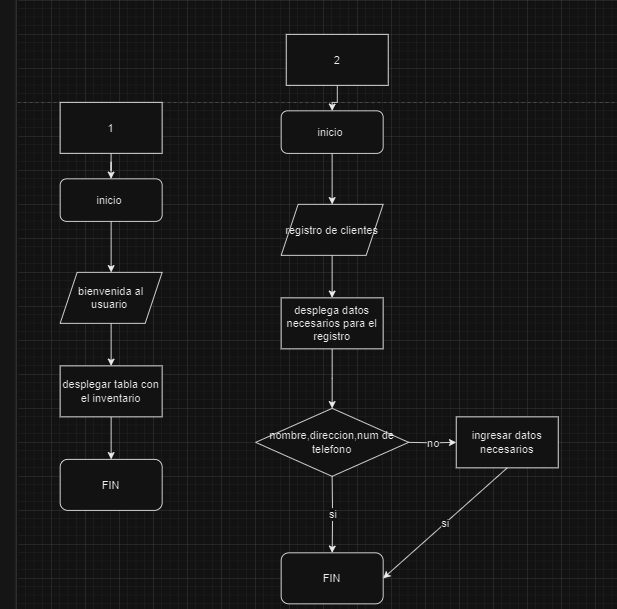 1
inicio
bienvenida al
usuario
desplegar tabla con
el inventario
FIN
2
inicio
registro de clientes
desplega datos
necesarios para el
registro
nombre,direccion,num de
telefono
no
ingresar datos
necesarios
si
si
FIN